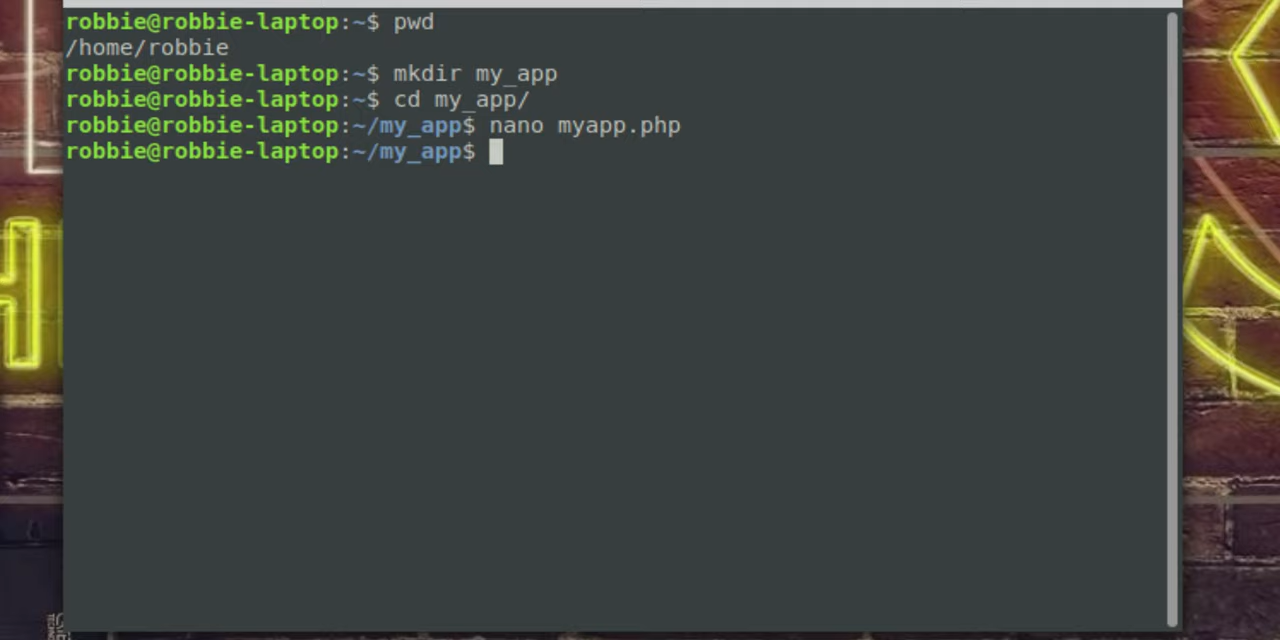 robbie@robbie-laptop:~$ pwd
/home/robbie
robbie@robbie-laptop:~$ mkdir my_app
robbie@robbie-laptop:~$ cd my_app/
robbie@robbie-laptop:~/my_app$ nano myapp.php
robbie@robbie-laptop:~/my_app$